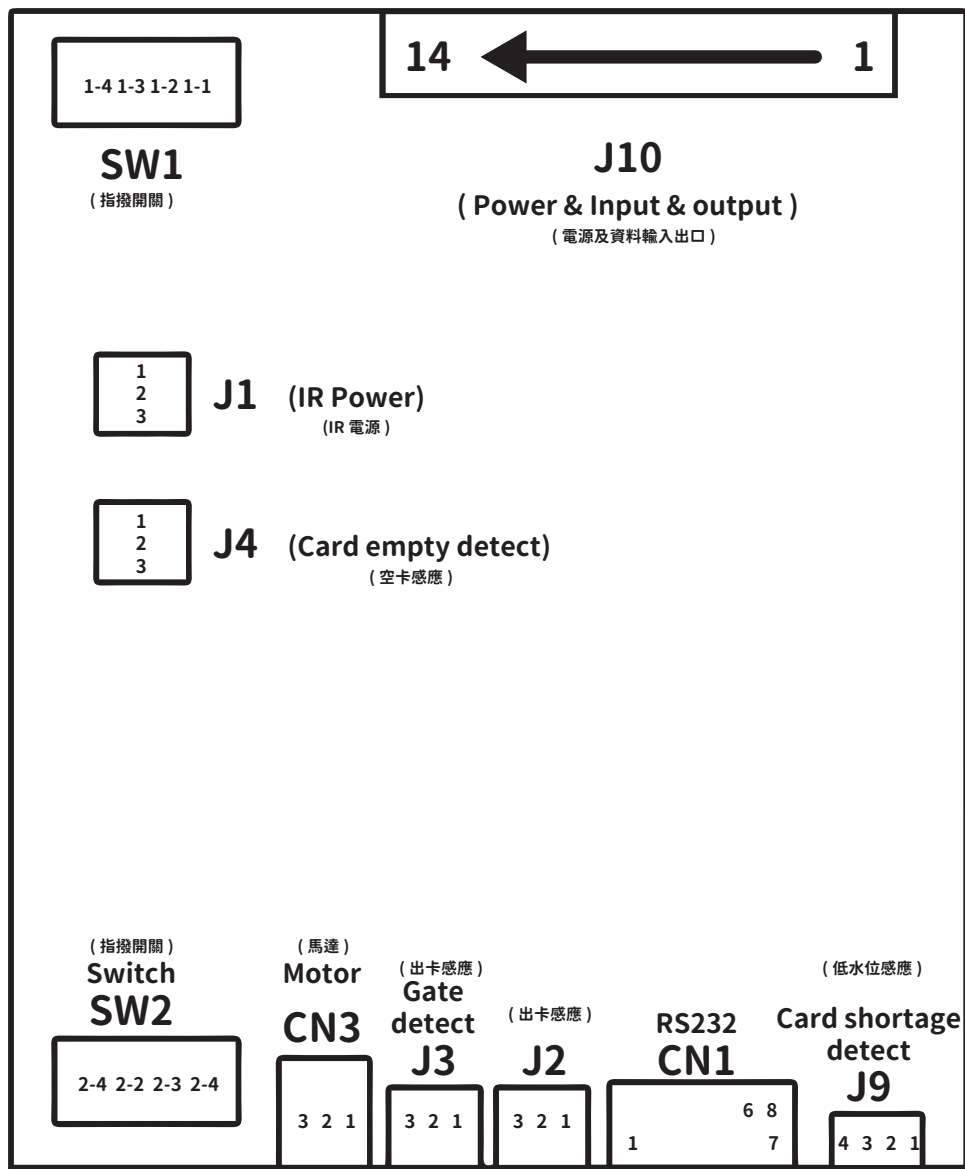 14 1
1-4 1-3 1-2 1-1
SW1
( 指撥開關 )
J10
( Power & Input & output )
( 電源及資料輸入出口 )
1
2
3
J1 (IR Power)
(IR 電源 )
1
2
3
J4 (Card empty detect)
( 空卡感應 )
( 指撥開關 )
Switch
SW2
2-4 2-2 2-3 2-4
( 馬達 )
Motor
CN3
3 2 1
( 出卡感應 )
Gate
detect
J3
3 2 1
( 出卡感應 )
J2
3 2 1
RS232
CN1
6 8
1 7
( 低水位感應 )
Card shortage
detect
J9
4 3 2 1